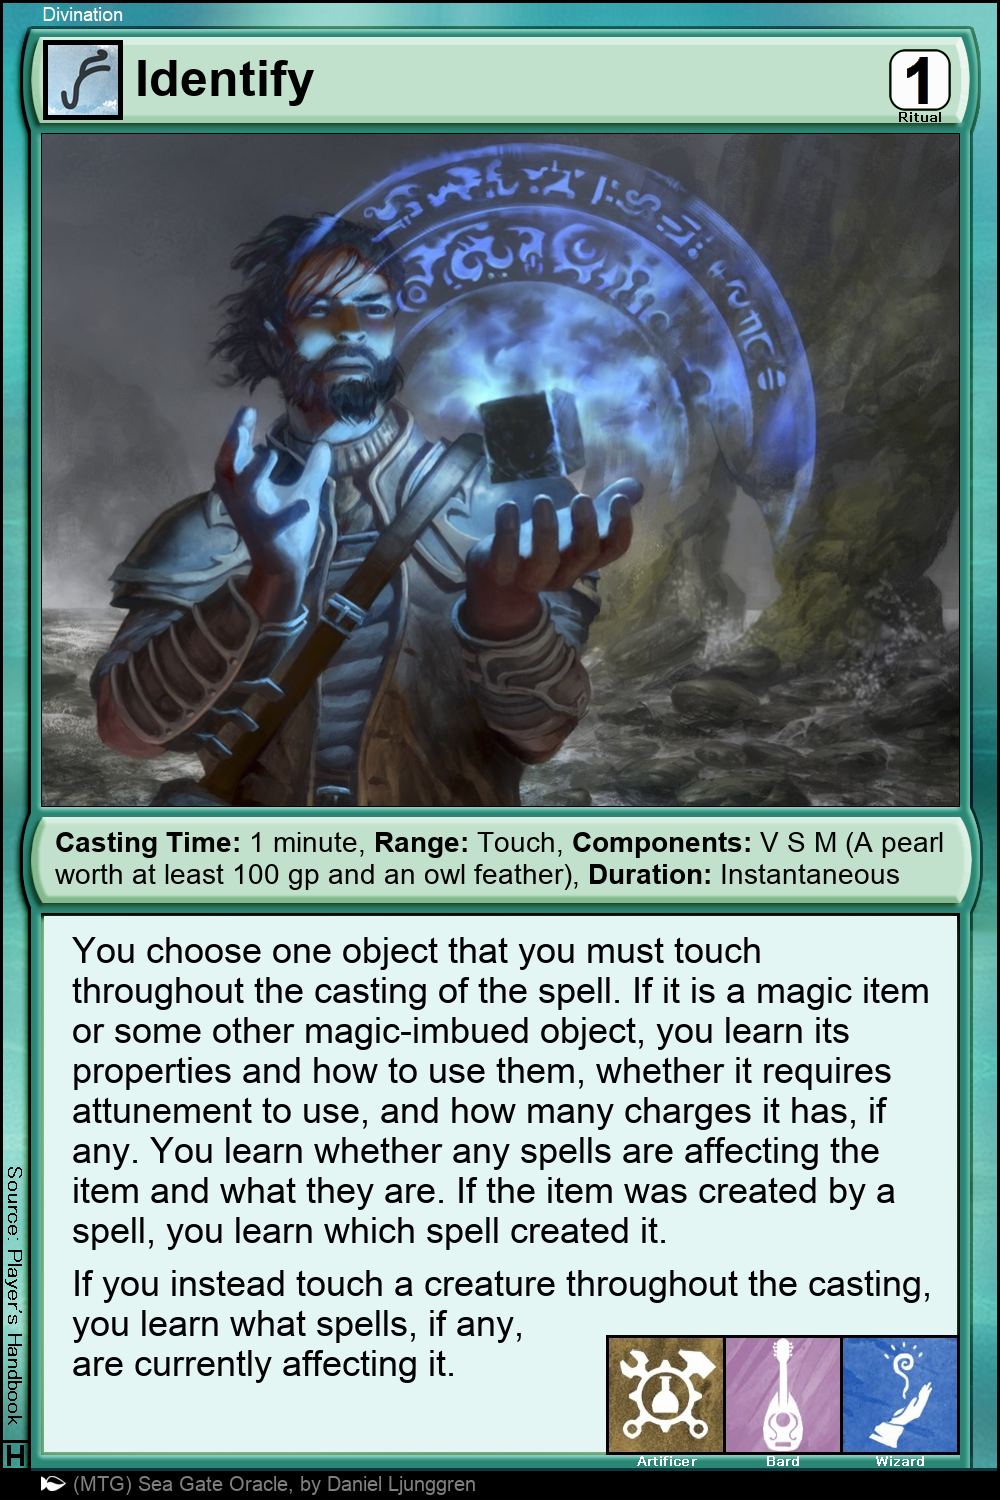 Divination
Identify
1
Ritual
Casting Time: 1 minute, Range: Touch, Components: V S M (A pearl
worth at least 100 gp and an owl feather), Duration: Instantaneous
You choose one object that you must touch
throughout the casting of the spell. If it is a magic item
or some other magic-imbued object, you learn its
properties and how to use them, whether it requires
attunement to use, and how many charges it has, if
any. You learn whether any spells are affecting the
item and what they are. If the item was created by a
spell, you learn which spell created it.
If you instead touch a creature throughout the casting,
you learn what spells, if any,
are currently affecting it.
Artificer
Bard
Wizard
Source: Player's Handbook
H
(MTG) Sea Gate Oracle, by Daniel Ljunggren